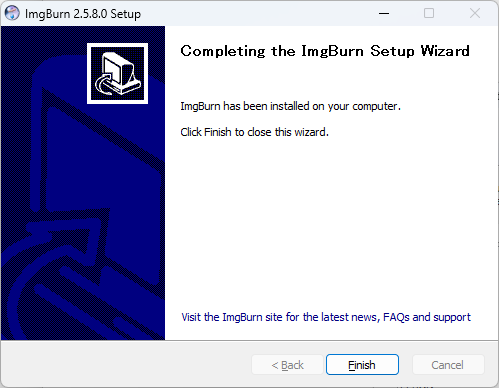 ImgBurn 2.5.8.0 Setup
Completing the ImgBurn Setup Wizard
ImgBurn has been installed on your computer.
Click Finish to close this wizard.
Visit the ImgBurn site for the latest news, FAQs and support
< Back
Finish
Cancel